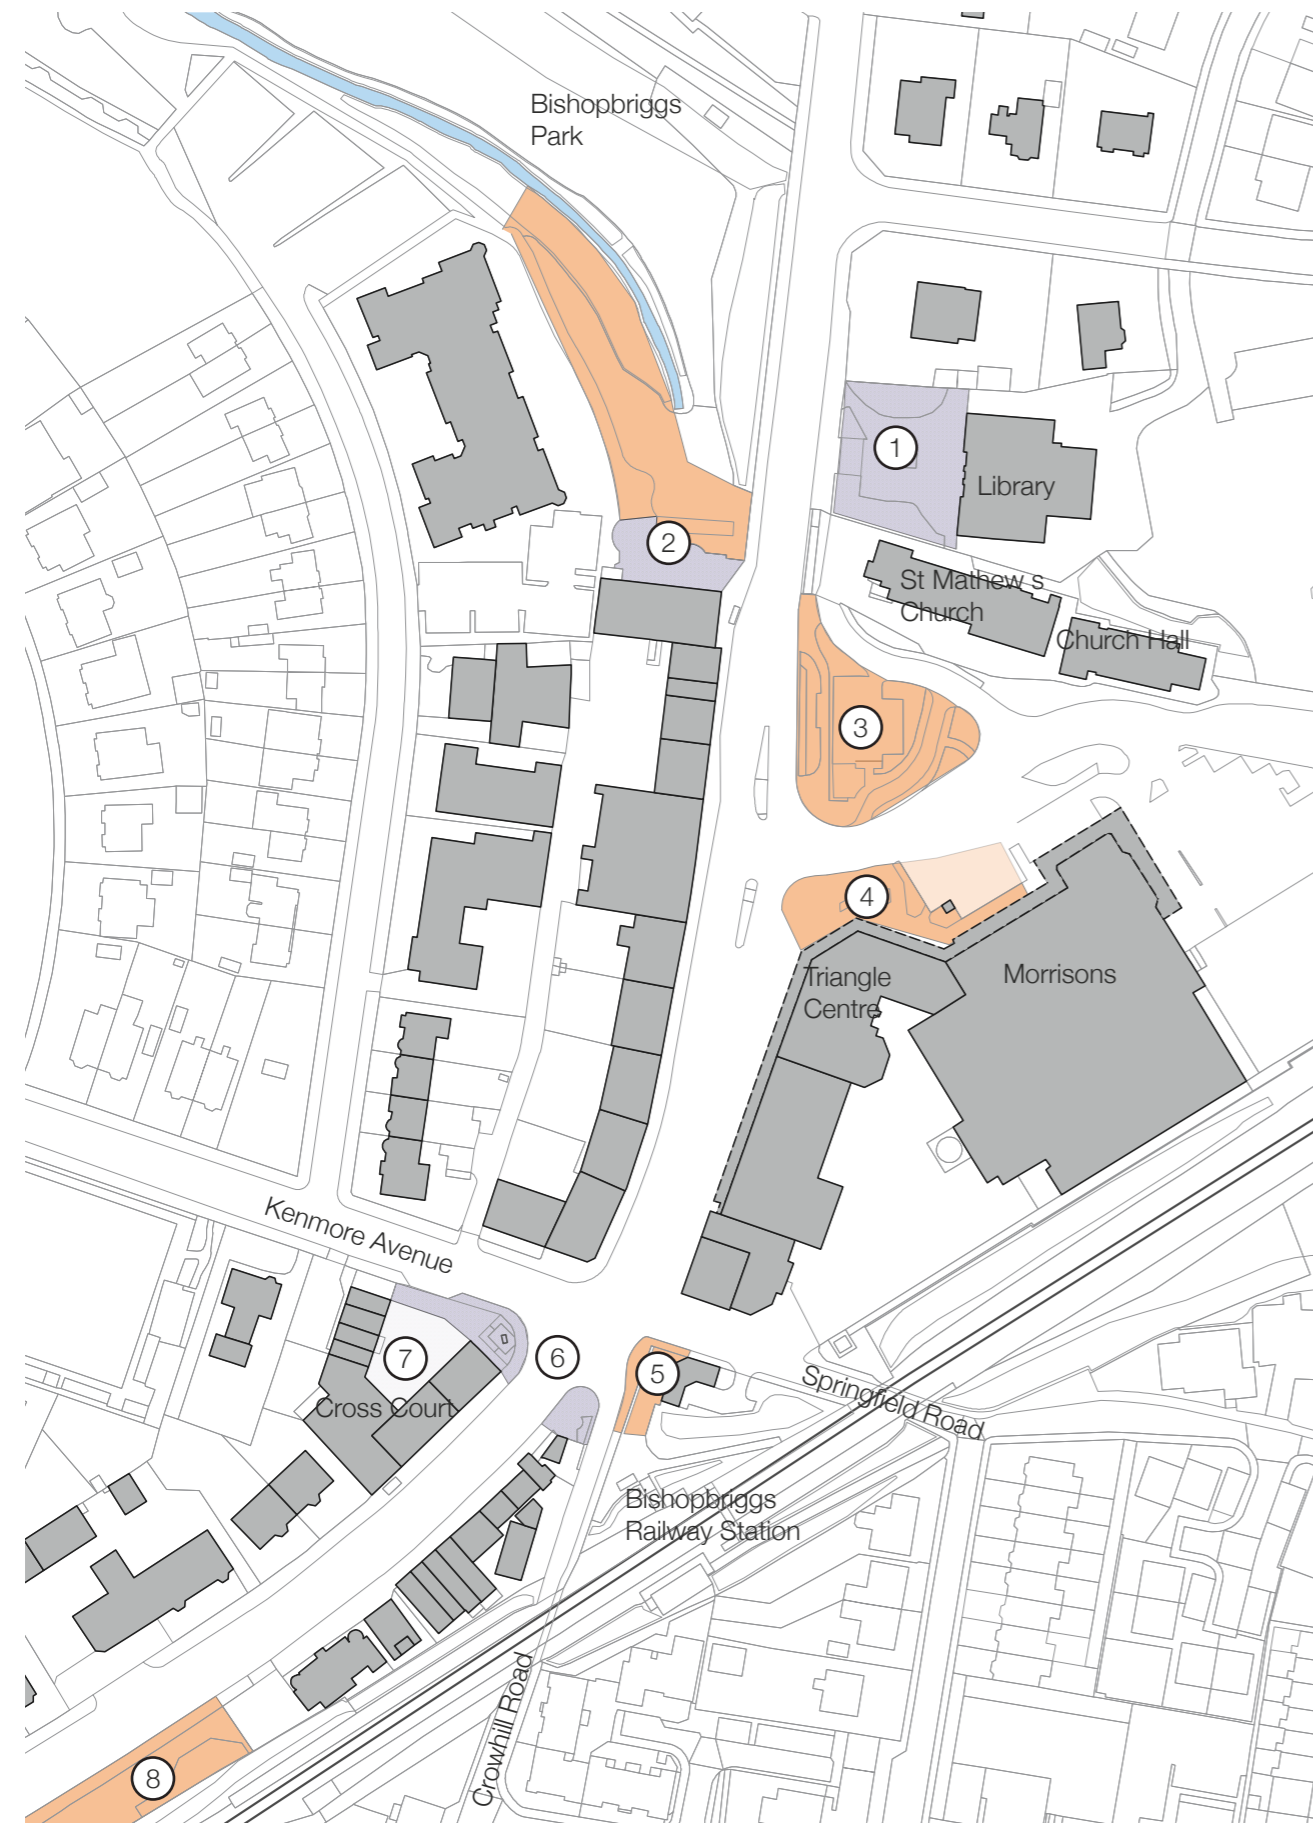 Bishopbriggs
Park
1
Library
2
St Mathew s
Church
Church Hall
3
4
Triangle
Centre
Morrisons
Kenmore Avenue
7
6
5
Cross Court
Springfield Road
Bishopbriggs
Railway Station
Crowhill Road
8